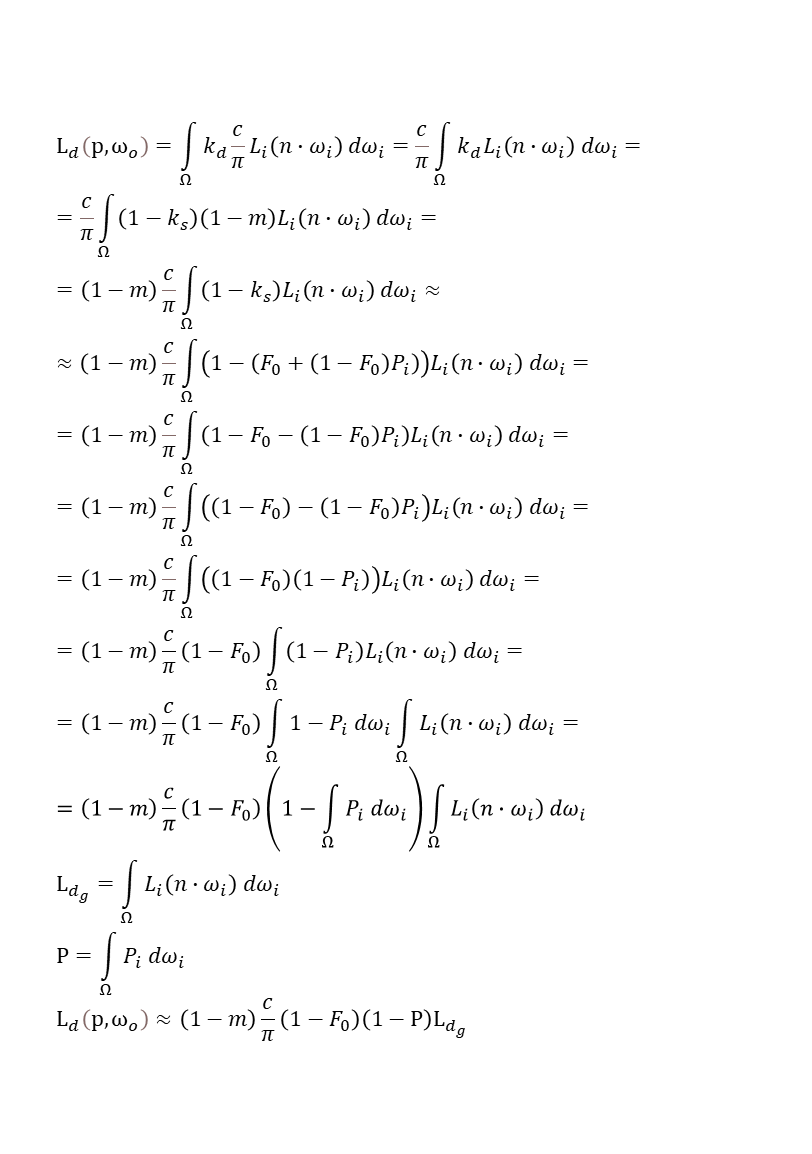 L_d(p,ω_o) = ∫_Ω k_d c/π L_i(n · ω_i) dω_i = c/π ∫_Ω k_d L_i(n · ω_i) dω_i =
= c/π ∫_Ω (1 − k_s)(1 − m)L_i(n · ω_i) dω_i =
= (1 − m) c/π ∫_Ω (1 − k_s)L_i(n · ω_i) dω_i ≈
≈ (1 − m) c/π ∫_Ω (1 − (F_0 + (1 − F_0)P_i))L_i(n · ω_i) dω_i =
= (1 − m) c/π ∫_Ω (1 − F_0 − (1 − F_0)P_i)L_i(n · ω_i) dω_i =
= (1 − m) c/π ∫_Ω ((1 − F_0) − (1 − F_0)P_i)L_i(n · ω_i) dω_i =
= (1 − m) c/π ∫_Ω ((1 − F_0)(1 − P_i))L_i(n · ω_i) dω_i =
= (1 − m) c/π (1 − F_0) ∫_Ω (1 − P_i)L_i(n · ω_i) dω_i =
= (1 − m) c/π (1 − F_0) ∫_Ω 1 − P_i dω_i ∫_Ω L_i(n · ω_i) dω_i =
= (1 − m) c/π (1 − F_0) (1 − ∫_Ω P_i dω_i) ∫_Ω L_i(n · ω_i) dω_i
L_{d_g} = ∫_Ω L_i(n · ω_i) dω_i
P = ∫_Ω P_i dω_i
L_d(p,ω_o) ≈ (1 − m) c/π (1 − F_0)(1 − P)L_{d_g}